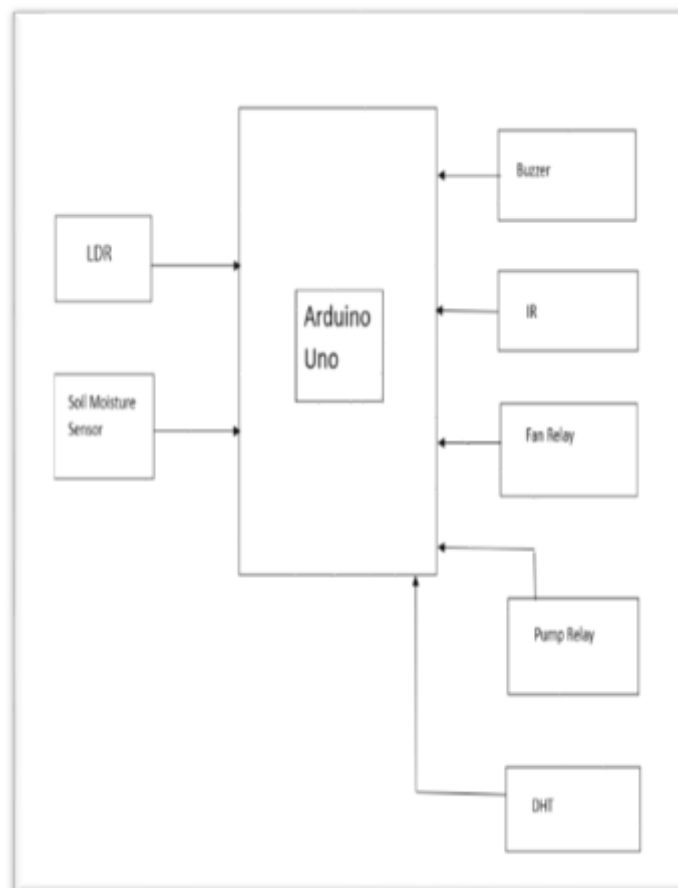 Buzzer
LDR
IR
Arduino
Uno
Soil Moisture
Sensor
Fan Relay
Pump Relay
DHT